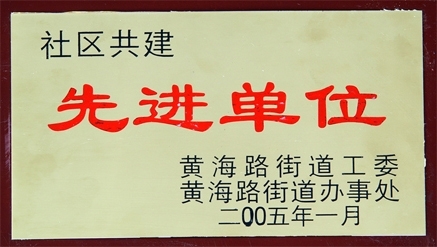 社区共建
先进单位
黄海路街道工委
黄海路街道办事处
二00五年一月